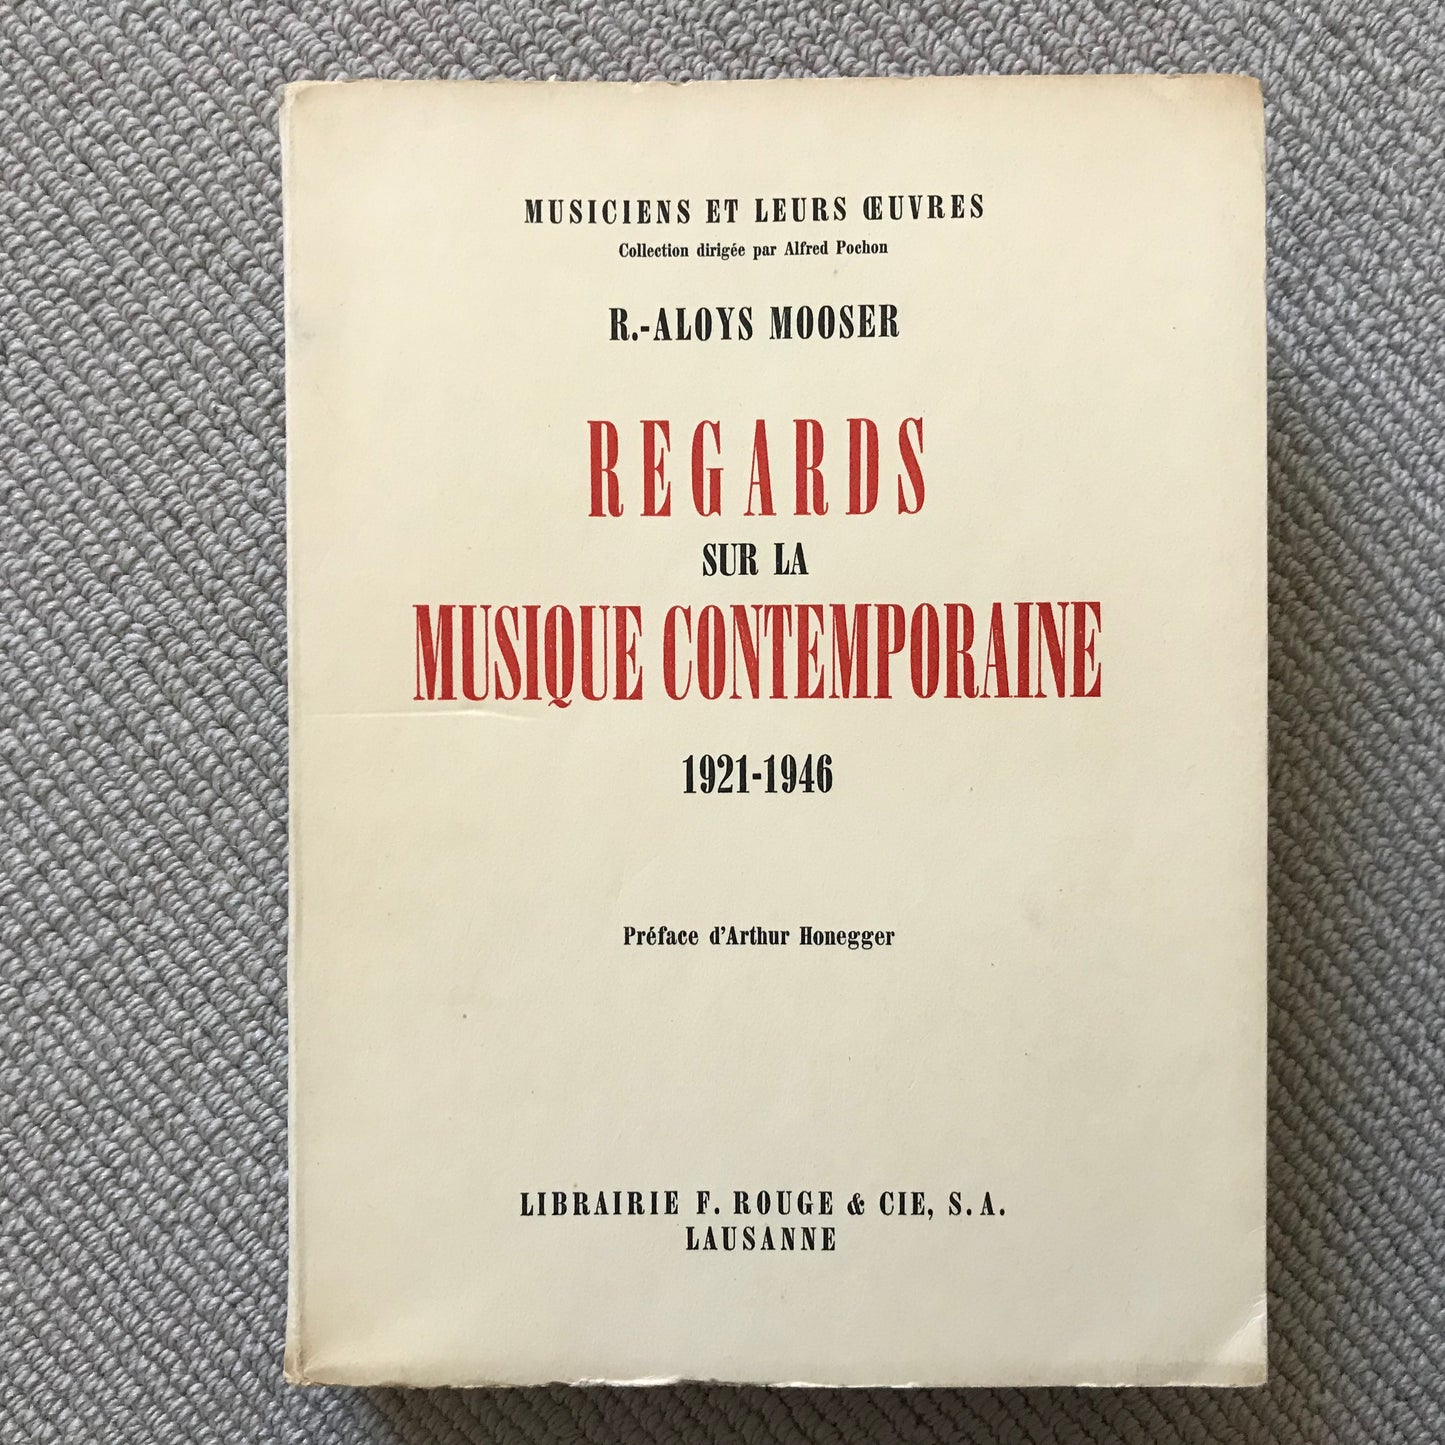 MUSICIENS ET LEURS ŒUVRES
Collection dirigée par Alfred Pochon
R.-ALOYS MOOSER
REGARDS
SUR LA
MUSIQUE CONTEMPORAINE
1921-1946
Préface d'Arthur Honegger
LIBRAIRIE F. ROUGE & CIE, S.A.
LAUSANNE